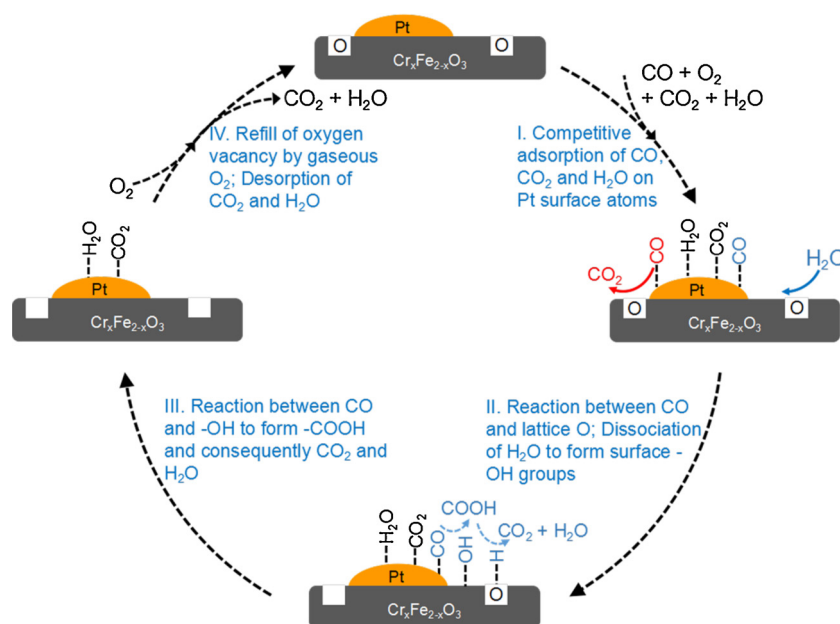 Pt
O
O
CrₓFe₂₋ₓO₃
CO + O₂
+ CO₂ + H₂O
CO₂ + H₂O
IV. Refill of oxygen
vacancy by gaseous
O₂; Desorption of
CO₂ and H₂O
O₂
I. Competitive
adsorption of CO,
CO₂ and H₂O on
Pt surface atoms
H₂O
CO₂
Pt
CrₓFe₂₋ₓO₃
CO₂
CO
H₂O
CO₂
CO
H₂O
Pt
O
O
CrₓFe₂₋ₓO₃
III. Reaction between CO
and -OH to form -COOH
and consequently CO₂ and
H₂O
II. Reaction between CO
and lattice O; Dissociation
of H₂O to form surface -
OH groups
COOH
CO₂ + H₂O
H₂O
CO₂
CO
OH
H
Pt
O
CrₓFe₂₋ₓO₃